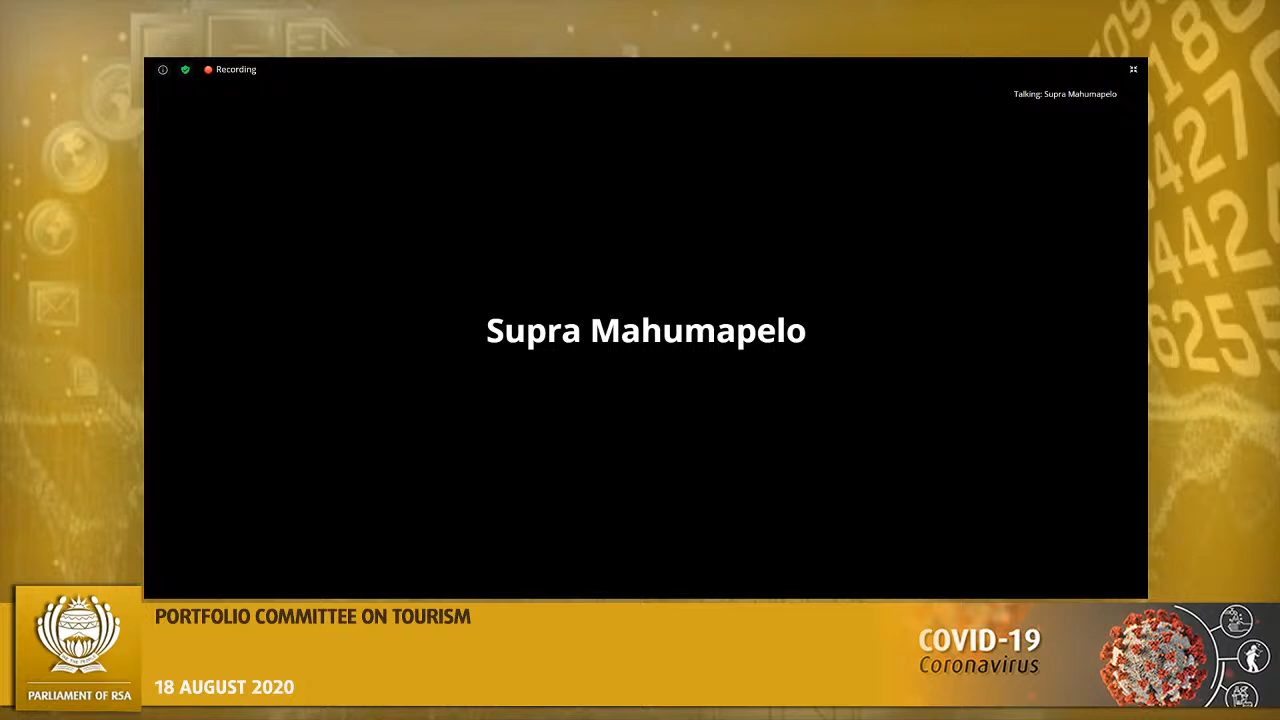 Recording
Talking: Supra Mahumapelo
Supra Mahumapelo
PORTFOLIO COMMITTEE ON TOURISM
COVID-19
Coronavirus
PARLIAMENT OF RSA
18 AUGUST 2020